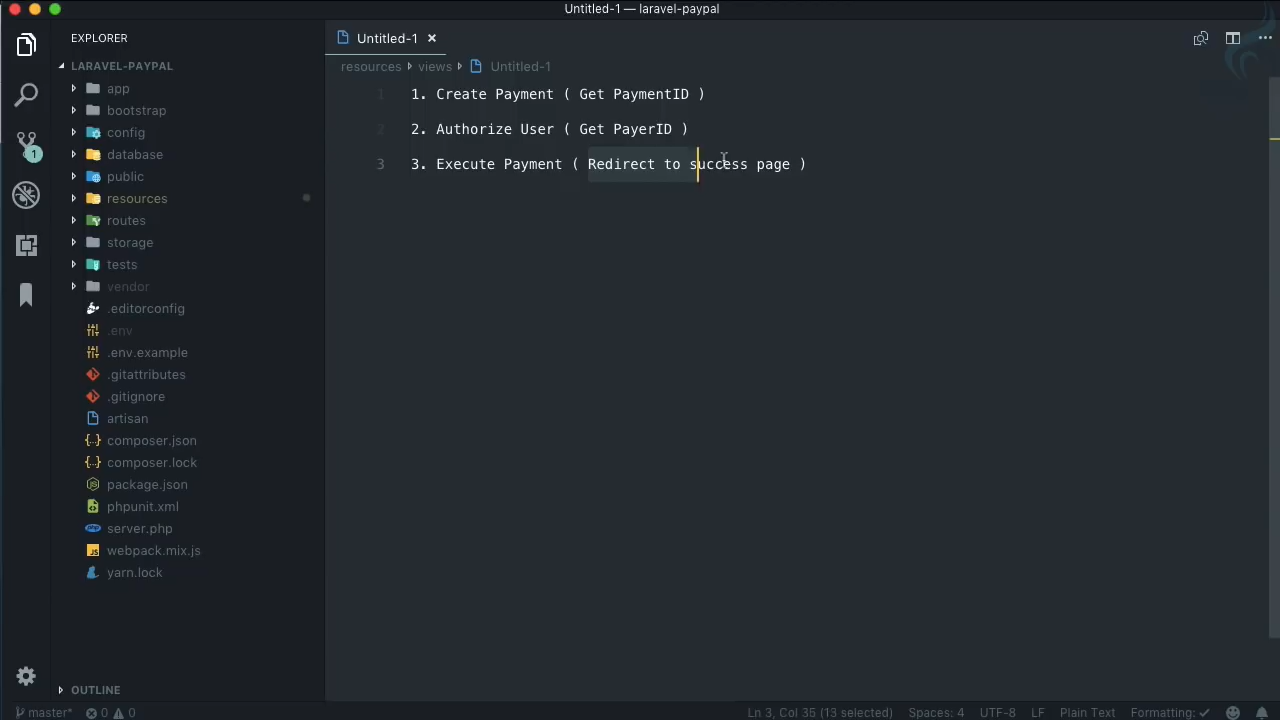 Untitled-1 — laravel-paypal
EXPLORER
Untitled-1
LARAVEL-PAYPAL
resources views Untitled-1
app
bootstrap
config
database
public
resources
routes
storage
tests
vendor
.editorconfig
.env
.env.example
.gitattributes
.gitignore
artisan
composer.json
composer.lock
package.json
phpunit.xml
server.php
webpack.mix.js
yarn.lock
OUTLINE
1 1. Create Payment ( Get PaymentID )
2 2. Authorize User ( Get PayerID )
3 3. Execute Payment ( Redirect to success page )
1
master* 0 0 Ln 3, Col 35 (13 selected) Spaces: 4 UTF-8 LF Plain Text Formatting: ✓